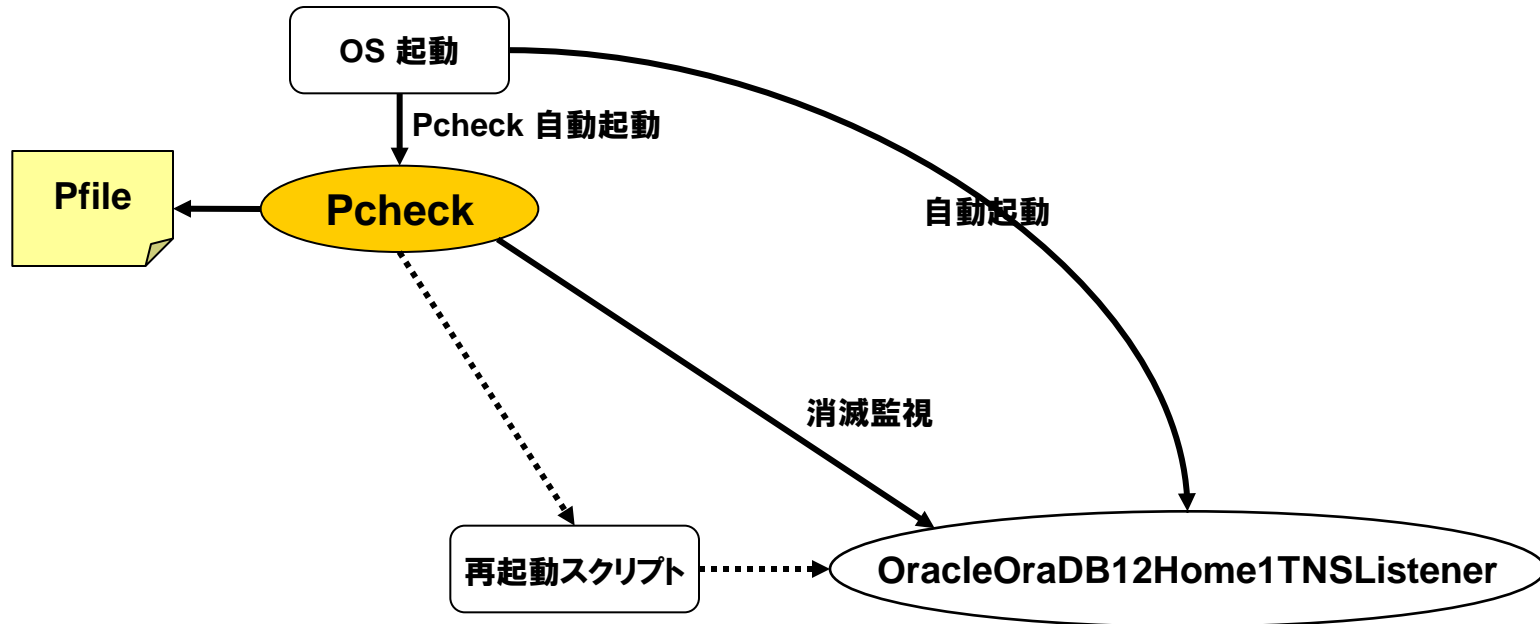 OS 起動
Pcheck 自動起動
Pfile
Pcheck
自動起動
消滅監視
再起動スクリプト
OracleOraDB12Home1TNSListener